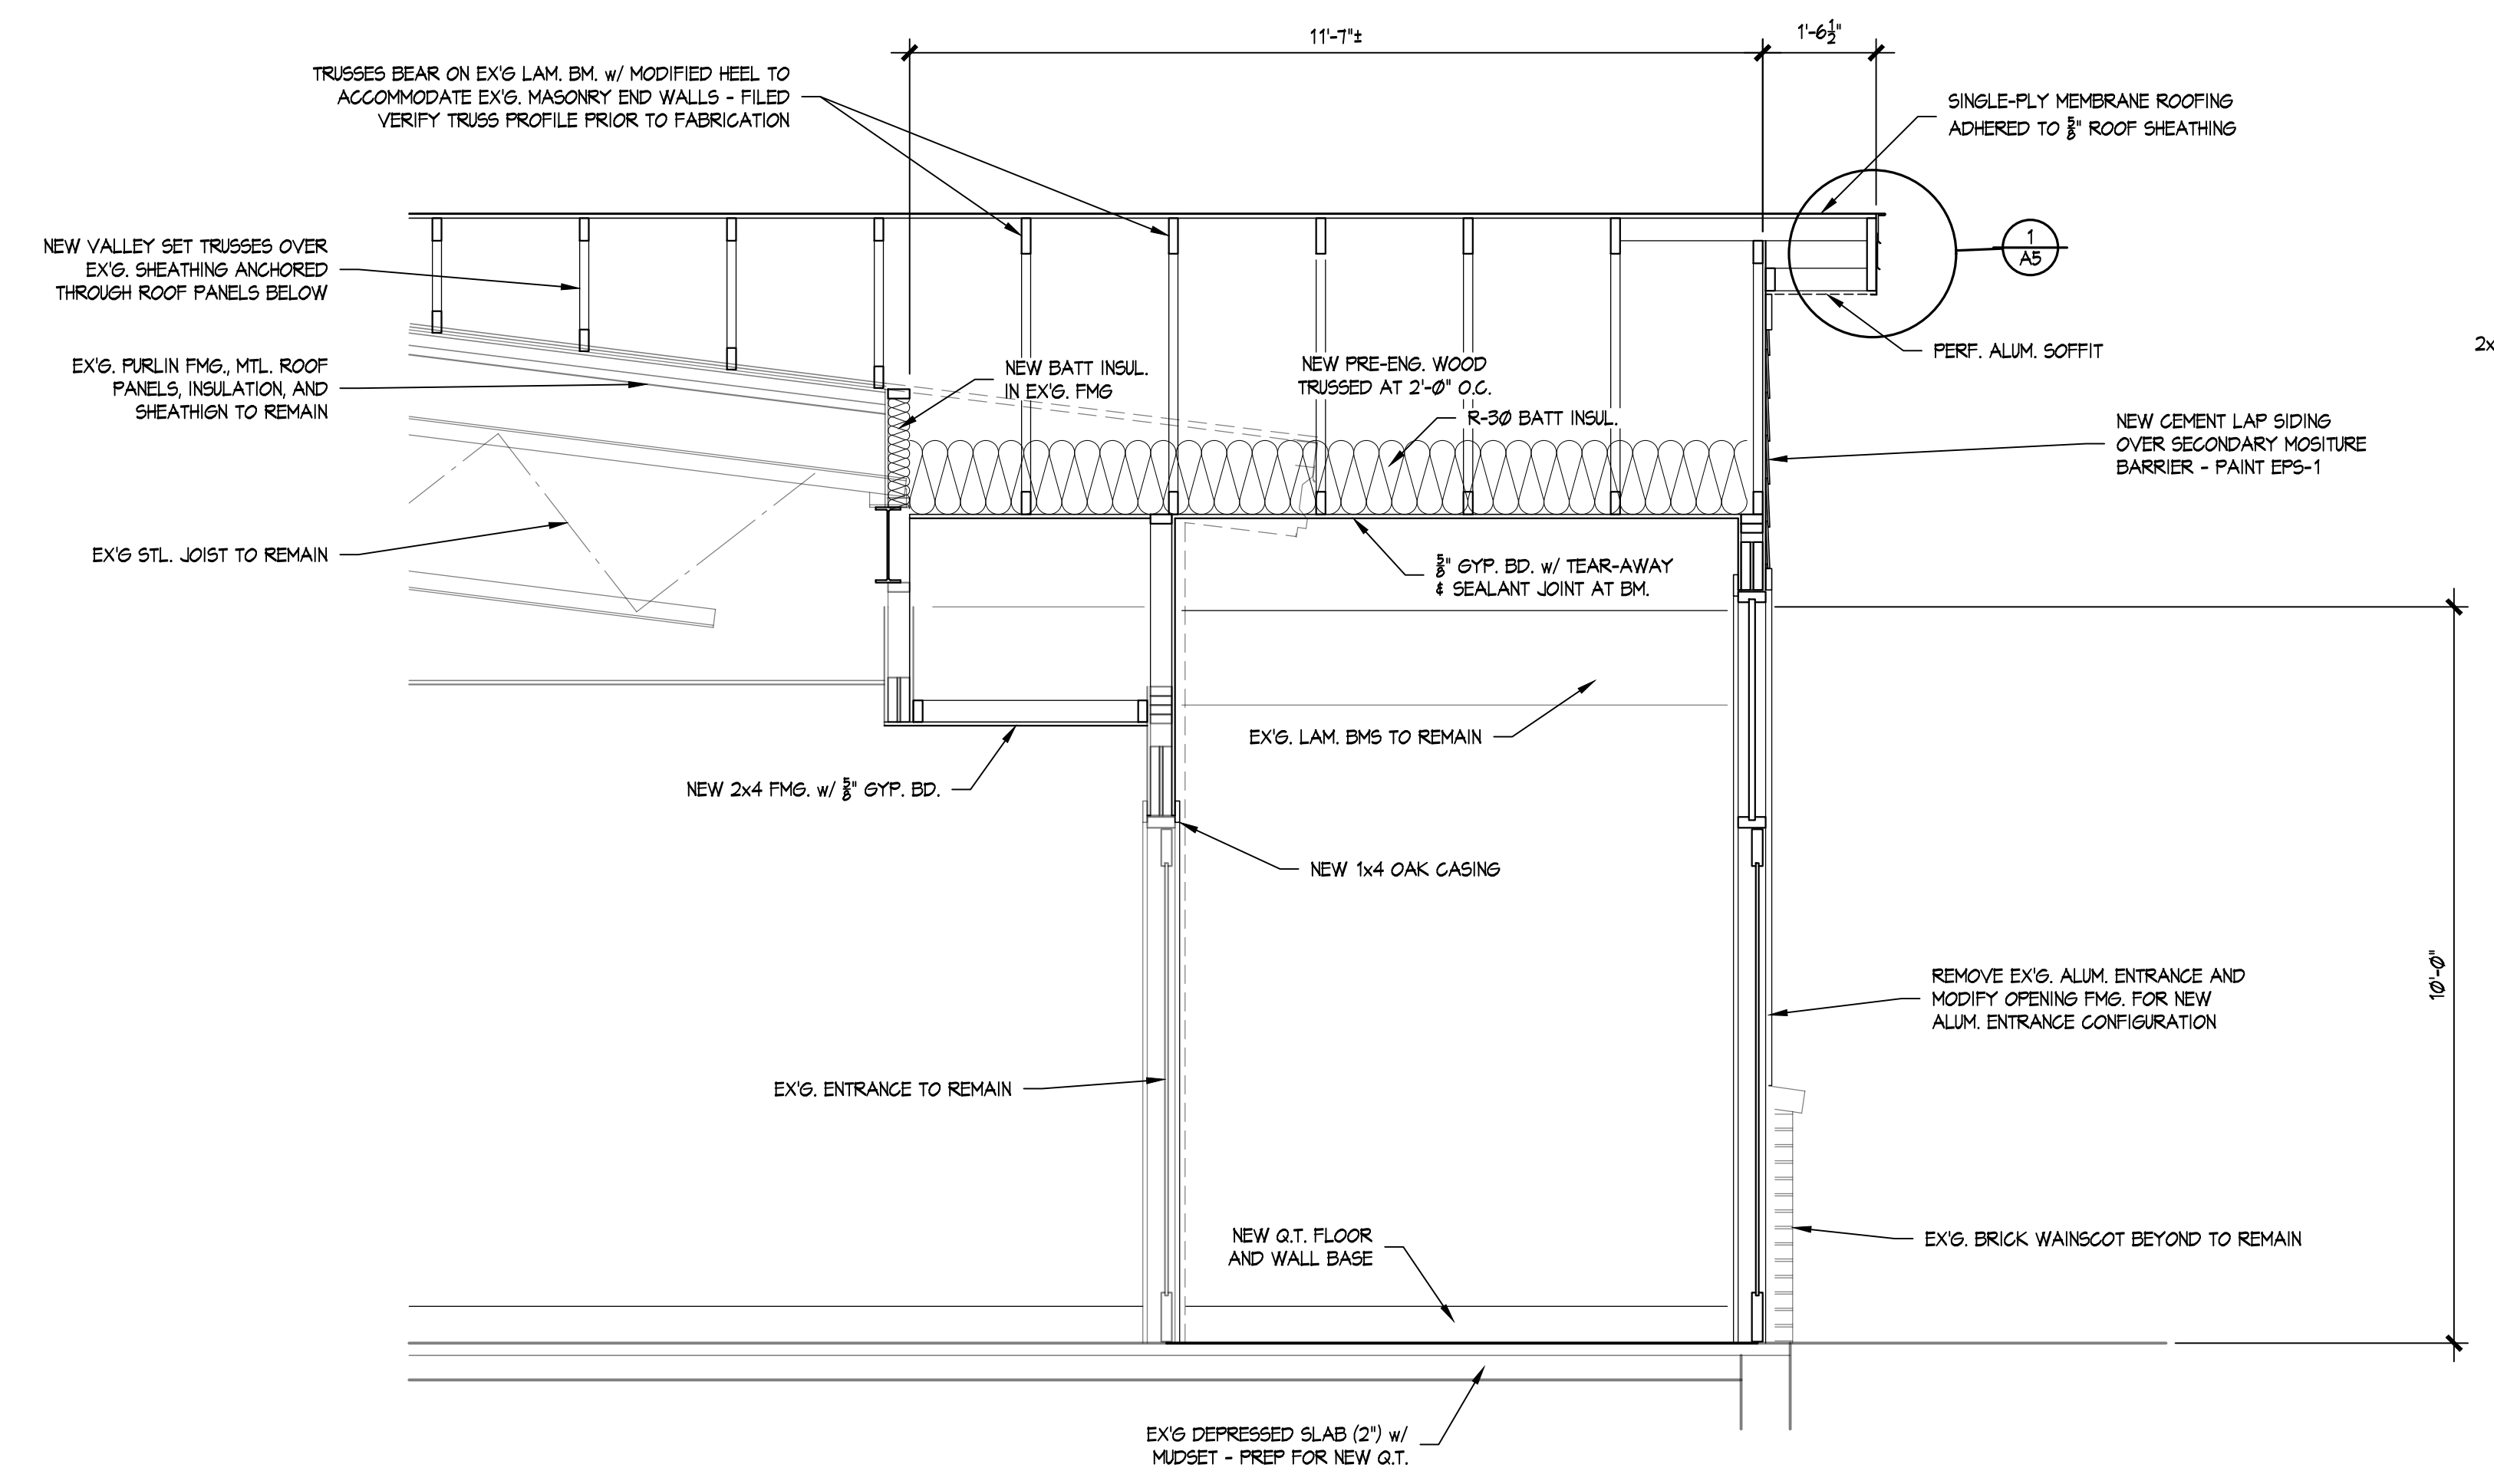 11'-7"±
1'-6½"
TRUSSES BEAR ON EX'G LAM. BM. w/ MODIFIED HEEL TO
ACCOMMODATE EX'G. MASONRY END WALLS - FILED
VERIFY TRUSS PROFILE PRIOR TO FABRICATION
SINGLE-PLY MEMBRANE ROOFING
ADHERED TO ⅝" ROOF SHEATHING
NEW VALLEY SET TRUSSES OVER
EX'G. SHEATHING ANCHORED
THROUGH ROOF PANELS BELOW
1
A5
EX'G. PURLIN FMG., MTL. ROOF
PANELS, INSULATION, AND
SHEATHIGN TO REMAIN
NEW BATT INSUL.
IN EX'G. FMG
NEW PRE-ENG. WOOD
TRUSSED AT 2'-0" O.C.
R-30 BATT INSUL.
PERF. ALUM. SOFFIT
2x
NEW CEMENT LAP SIDING
OVER SECONDARY MOSITURE
BARRIER - PAINT EPS-1
EX'G STL. JOIST TO REMAIN
⅝" GYP. BD. w/ TEAR-AWAY
& SEALANT JOINT AT BM.
EX'G. LAM. BMS TO REMAIN
NEW 2x4 FMG. w/ ⅝" GYP. BD.
NEW 1x4 OAK CASING
10'-0"
REMOVE EX'G. ALUM. ENTRANCE AND
MODIFY OPENING FMG. FOR NEW
ALUM. ENTRANCE CONFIGURATION
EX'G. ENTRANCE TO REMAIN
NEW Q.T. FLOOR
AND WALL BASE
EX'G. BRICK WAINSCOT BEYOND TO REMAIN
EX'G DEPRESSED SLAB (2") w/
MUDSET - PREP FOR NEW Q.T.